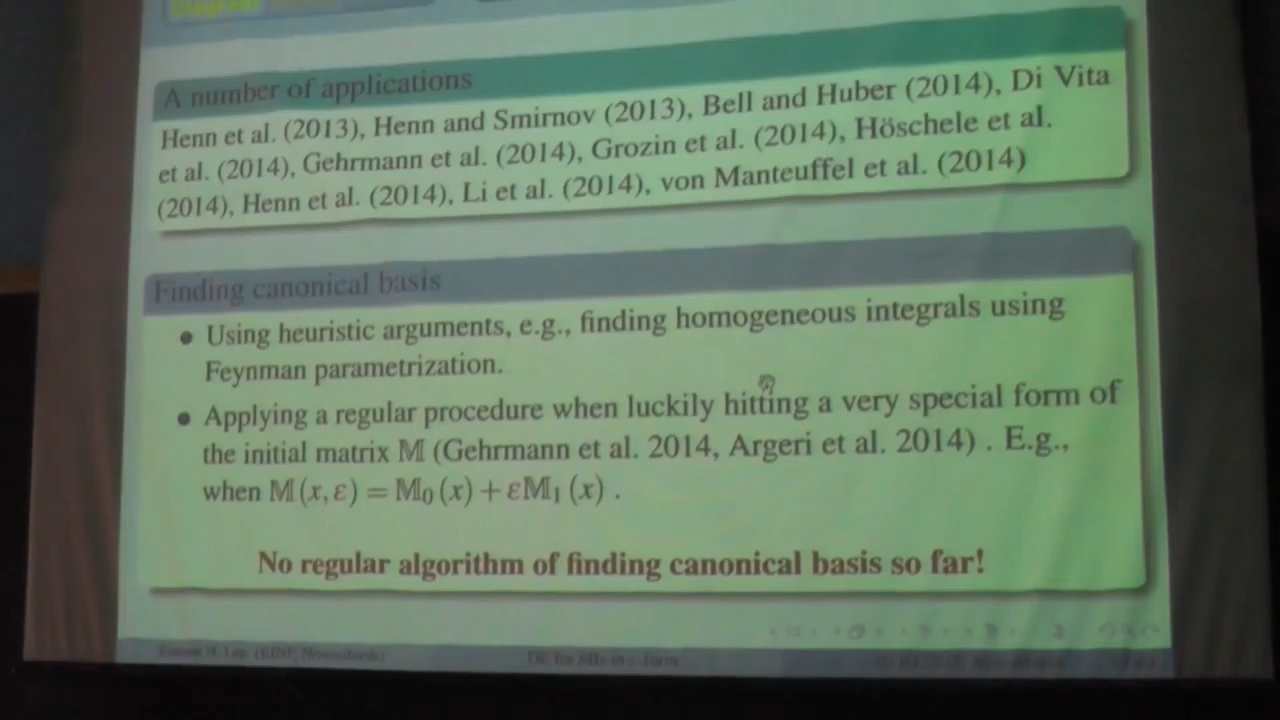 Diagram
A number of applications
Henn et al. (2013), Henn and Smirnov (2013), Bell and Huber (2014), Di Vita
et al. (2014), Gehrmann et al. (2014), Grozin et al. (2014), Höschele et al.
(2014), Henn et al. (2014), Li et al. (2014), von Manteuffel et al. (2014)
Finding canonical basis
• Using heuristic arguments, e.g., finding homogeneous integrals using
Feynman parametrization.
• Applying a regular procedure when luckily hitting a very special form of
the initial matrix 𝕄 (Gehrmann et al. 2014, Argeri et al. 2014) . E.g.,
when 𝕄(x, ε) = 𝕄₀(x) + ε𝕄₁(x) .
No regular algorithm of finding canonical basis so far!